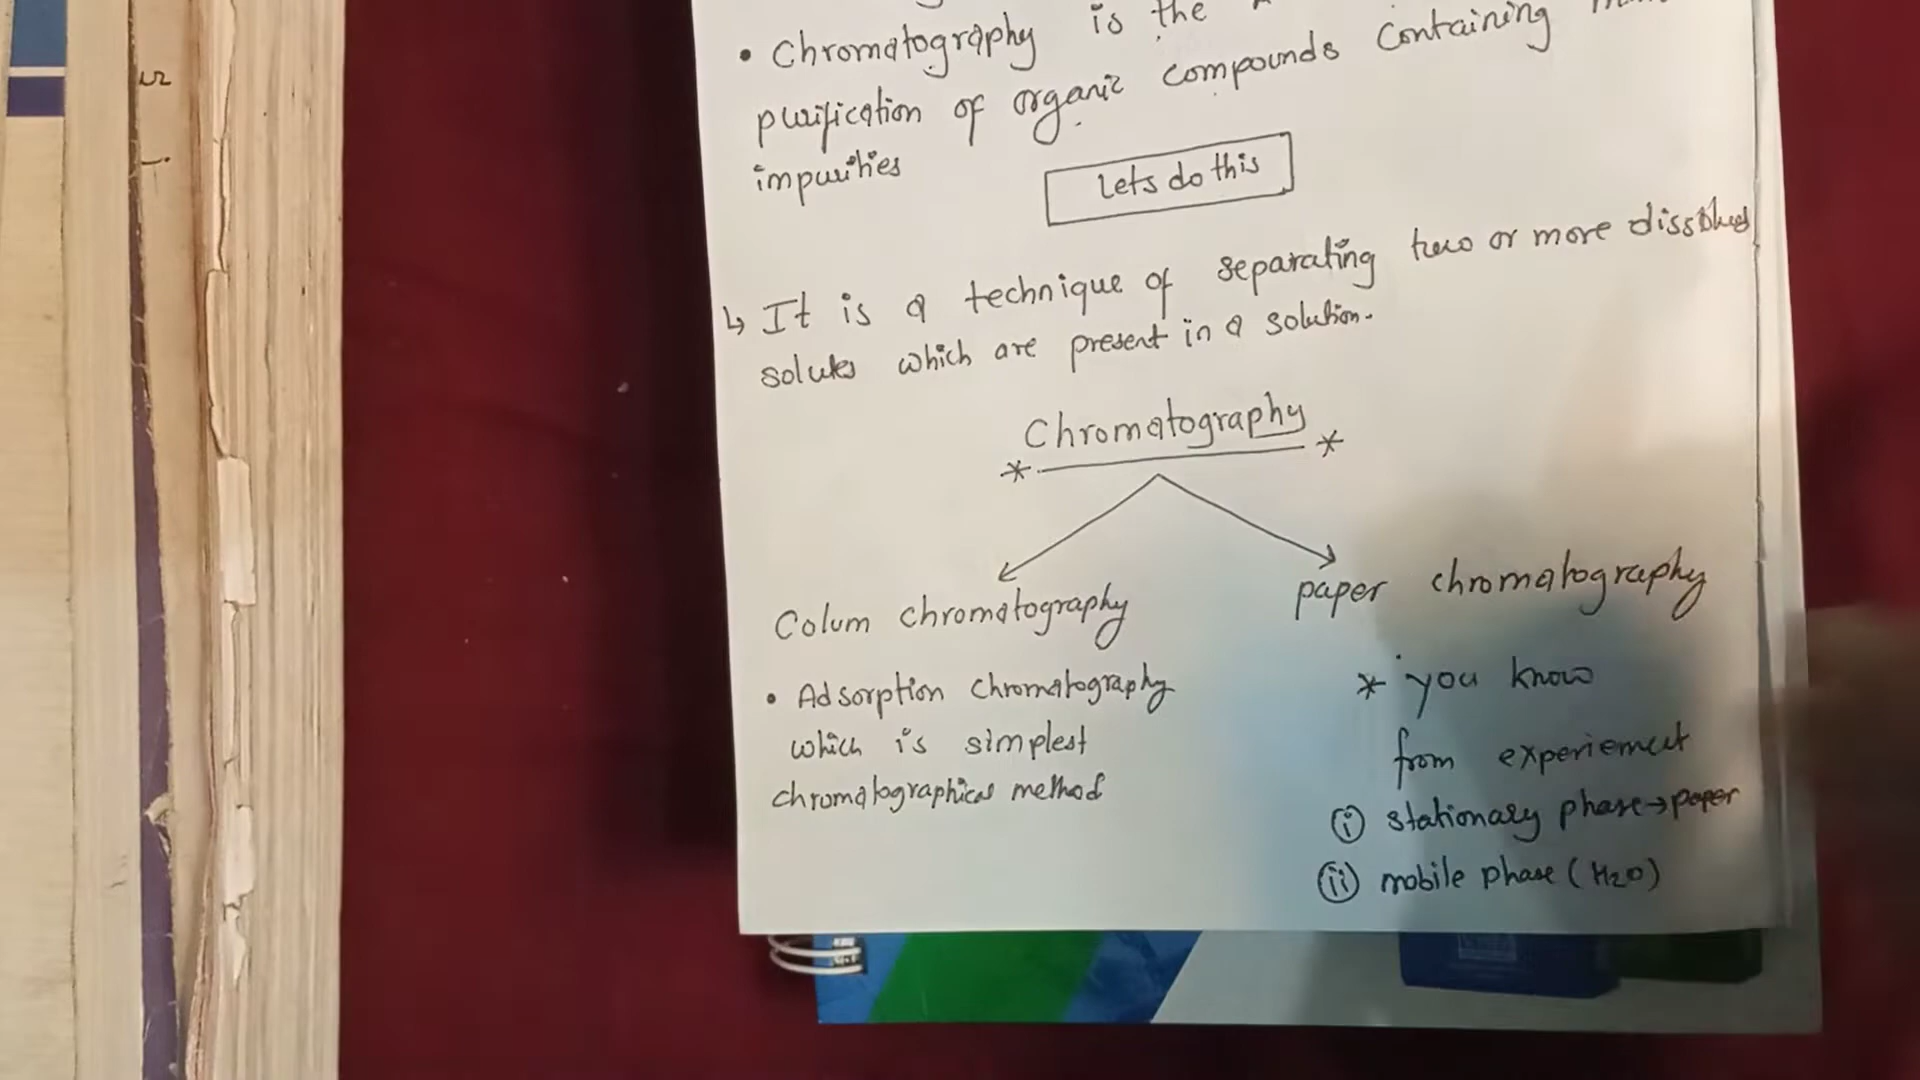 • Chromatography is the
purification of organic compounds containing
impurities
Lets do this
↳ It is a technique of separating two or more dissolved
solutes which are present in a solution.
Chromatography
* *
Colum chromatography
paper chromatography
• Adsorption chromatography
which is simplest
chromatographical method
* you know
from experiemcet
(i) stationary phase→paper
(ii) mobile phase (H2O)